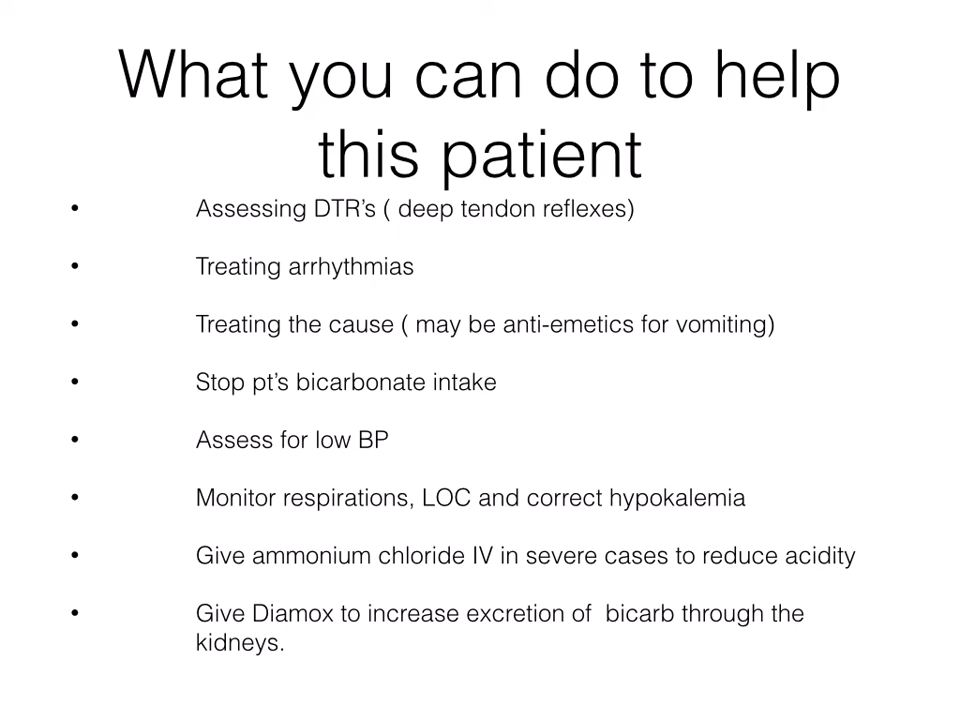 What you can do to help
this patient
• Assessing DTR's ( deep tendon reflexes)
• Treating arrhythmias
• Treating the cause ( may be anti-emetics for vomiting)
• Stop pt's bicarbonate intake
• Assess for low BP
• Monitor respirations, LOC and correct hypokalemia
• Give ammonium chloride IV in severe cases to reduce acidity
• Give Diamox to increase excretion of  bicarb through the
kidneys.